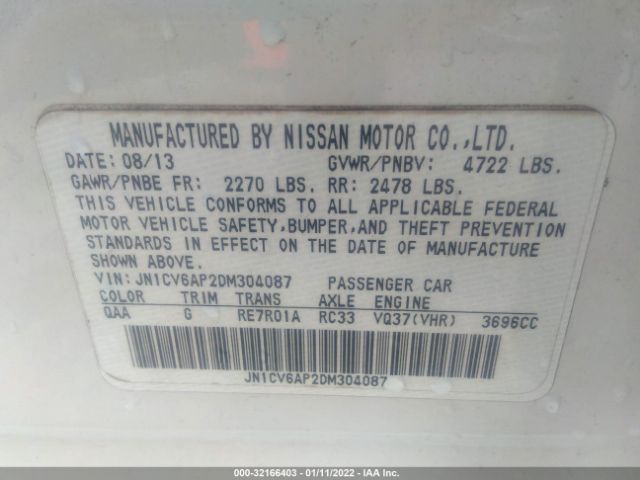 MANUFACTURED BY NISSAN MOTOR CO.,LTD.
DATE: 08/13 GVWR/PNBV: 4722 LBS.
GAWR/PNBE FR: 2270 LBS. RR: 2478 LBS.
THIS VEHICLE CONFORMS TO ALL APPLICABLE FEDERAL
MOTOR VEHICLE SAFETY,BUMPER,AND THEFT PREVENTION
STANDARDS IN EFFECT ON THE DATE OF MANUFACTURE
SHOWN ABOVE.
VIN: JN1CV6AP2DM304087 PASSENGER CAR
COLOR TRIM TRANS AXLE ENGINE
QAA G RE7R01A RC33 VQ37(VHR) 3696CC
JN1CV6AP2DM304087
000-32166403 - 01/11/2022 - IAA Inc.